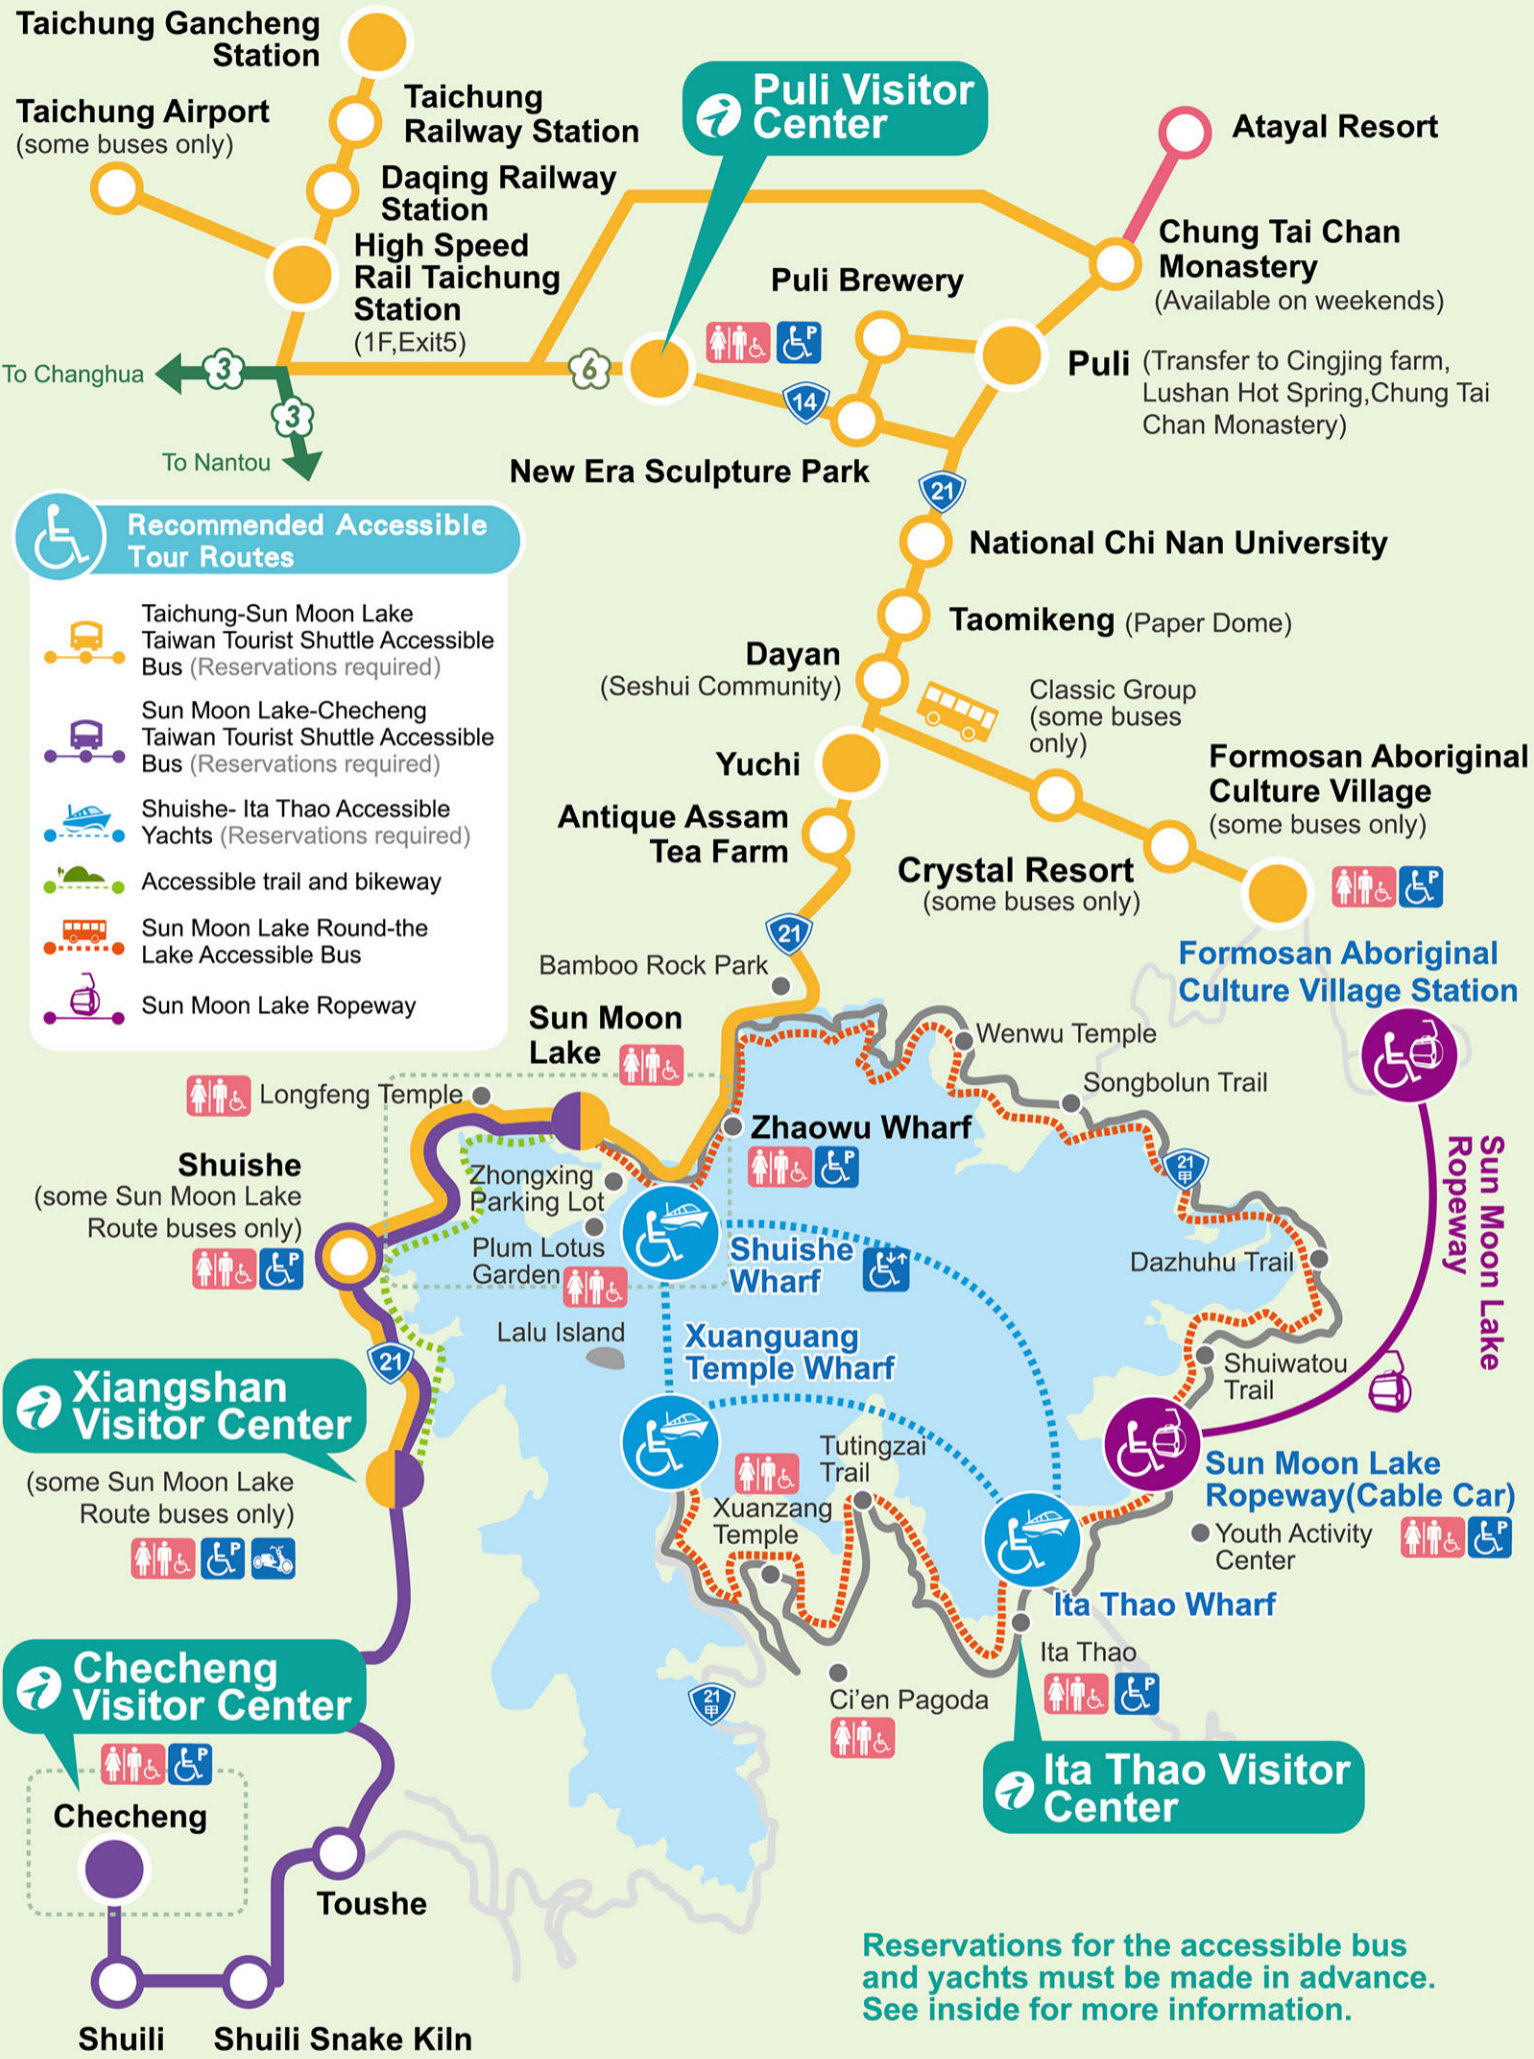 Taichung Gancheng
Station
Taichung
Railway Station
Taichung Airport
(some buses only)
Daqing Railway
Station
High Speed
Rail Taichung
Station
(1F,Exit5)
Puli Visitor
Center
Atayal Resort
Chung Tai Chan
Monastery
(Available on weekends)
Puli Brewery
P
To Changhua
3
3
To Nantou
6
14
Puli (Transfer to Cingjing farm,
Lushan Hot Spring,Chung Tai
Chan Monastery)
New Era Sculpture Park
21
Recommended Accessible
Tour Routes
Taichung-Sun Moon Lake
Taiwan Tourist Shuttle Accessible
Bus (Reservations required)
Sun Moon Lake-Checheng
Taiwan Tourist Shuttle Accessible
Bus (Reservations required)
Shuishe- Ita Thao Accessible
Yachts (Reservations required)
Accessible trail and bikeway
Sun Moon Lake Round-the
Lake Accessible Bus
Sun Moon Lake Ropeway
National Chi Nan University
Taomikeng (Paper Dome)
Dayan
(Seshui Community)
Classic Group
(some buses
only)
Yuchi
Formosan Aboriginal
Culture Village
(some buses only)
P
Antique Assam
Tea Farm
Crystal Resort
(some buses only)
21
Formosan Aboriginal
Culture Village Station
Bamboo Rock Park
Sun Moon
Lake
Wenwu Temple
Songbolun Trail
Longfeng Temple
Zhaowu Wharf
P
Shuishe
(some Sun Moon Lake
Route buses only)
P
Zhongxing
Parking Lot
Plum Lotus
Garden
21
甲
Sun Moon Lake
Ropeway
Shuishe
Wharf
Dazhuhu Trail
Lalu Island
Xuanguang
Temple Wharf
21
Shuiwatou
Trail
Xiangshan
Visitor Center
(some Sun Moon Lake
Route buses only)
P
Tutingzai
Trail
Xuanzang
Temple
Sun Moon Lake
Ropeway(Cable Car)
Youth Activity
Center
P
Ita Thao Wharf
Ita Thao
P
Checheng
Visitor Center
P
Checheng
21
甲
Ci'en Pagoda
Ita Thao Visitor
Center
Toushe
Shuili
Shuili Snake Kiln
Reservations for the accessible bus
and yachts must be made in advance.
See inside for more information.